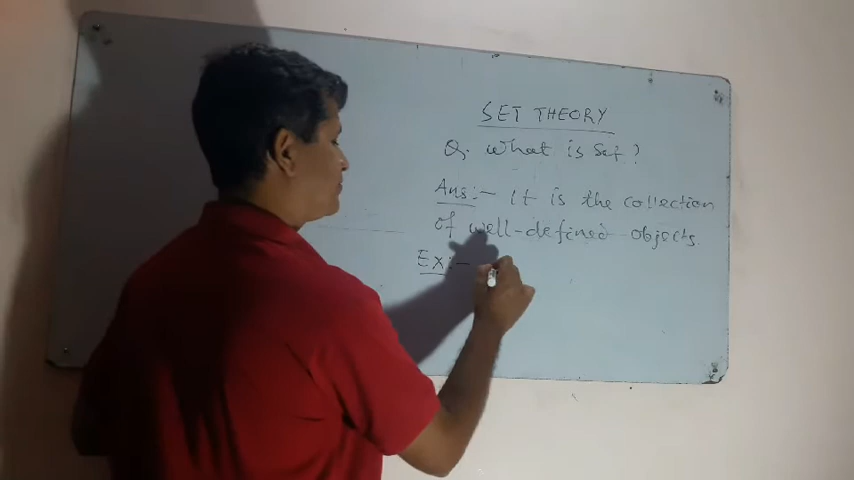 SET THEORY
Q. What is Set?
Ans:- It is the collection
of well-defined objects
Ex:-